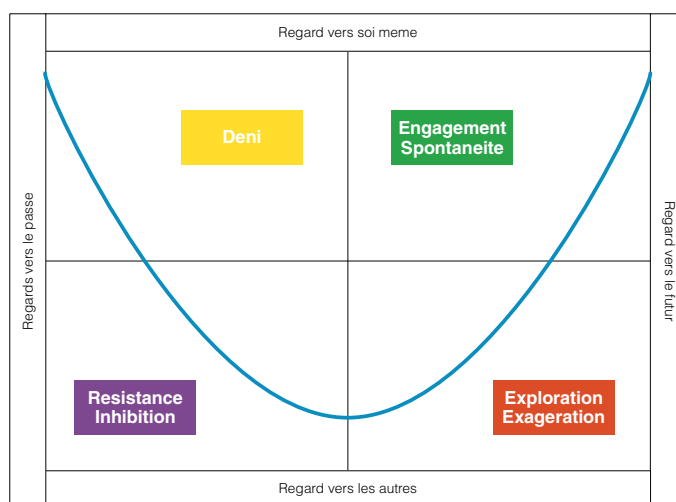 Regard vers soi meme
Deni
Engagement
Spontaneite
Regards vers le passe
Regard vers le futur
Resistance
Inhibition
Exploration
Exageration
Regard vers les autres